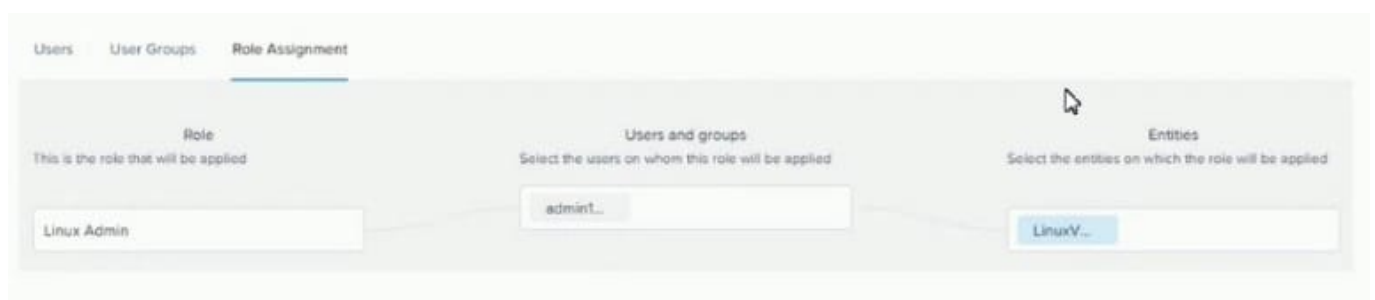 Users User Groups Role Assignment
Role Users and groups Entities
This is the role that will be applied Select the users on whom this role will be applied Select the entities on which the role will be applied
Linux Admin admin1... LinuxV...